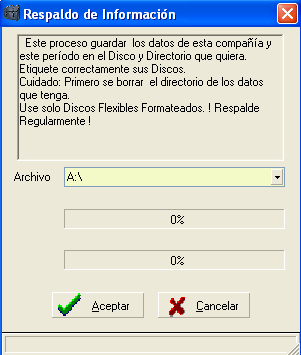 Respaldo de Información
Este proceso guardar los datos de esta compañía y
este período en el Disco y Directorio que quiera.
Etiquete correctamente sus Discos.
Cuidado: Primero se borrar el directorio de los datos
que tenga.
Use solo Discos Flexibles Formateados. ! Respalde
Regularmente !
Archivo A:\
0%
0%
Aceptar Cancelar